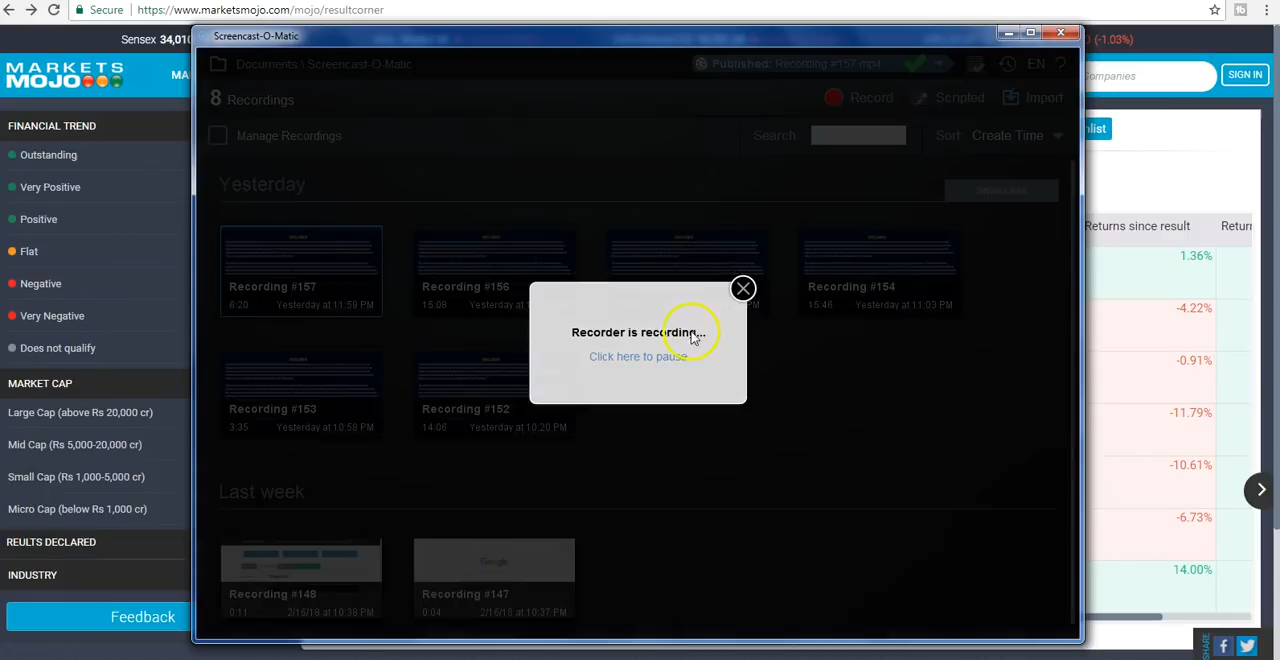 Secure https://www.marketsmojo.com/mojo/resultcorner
Sensex 34,010
Screencast-O-Matic
(-1.03%)
MARKETS
MOJO
MA
Documents \ Screencast-O-Matic
Published: Recording #157 mp4
EN ?
Companies
SIGN IN
8 Recordings
Record
Scripted
Import
FINANCIAL TREND
Outstanding
Very Positive
Positive
Flat
Negative
Very Negative
Does not qualify
MARKET CAP
Large Cap (above Rs 20,000 cr)
Mid Cap (Rs 5,000-20,000 cr)
Small Cap (Rs 1,000-5,000 cr)
Micro Cap (below Rs 1,000 cr)
REULTS DECLARED
INDUSTRY
Feedback
Manage Recordings
Search
Sort Create Time
Yesterday
Recording #157
6:20 Yesterday at 11:59 PM
Recording #156
15:08
PM
Recording #154
15:46 Yesterday at 11:03 PM
Recorder is recording...
Click here to pause
Recording #153
3:35 Yesterday at 10:58 PM
Recording #152
14:06 Yesterday at 10:20 PM
Last week
Google
Recording #148
0:11 2/16/18 at 10:38 PM
Recording #147
0:04 2/16/18 at 10:37 PM
list
Returns since result
Return
1.36%
-4.22%
-0.91%
-11.79%
-10.61%
-6.73%
14.00%
SHARE